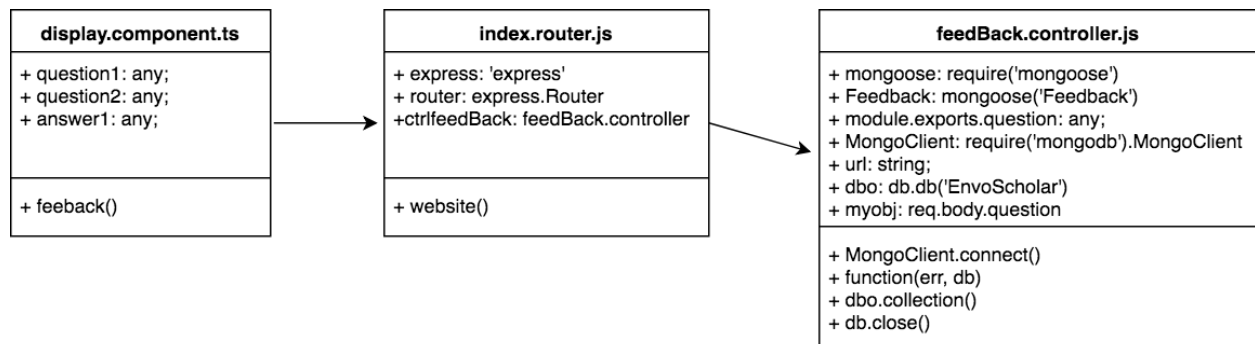 display.component.ts
+ question1: any;
+ question2: any;
+ answer1: any;
+ feeback()
index.router.js
+ express: 'express'
+ router: express.Router
+ctrlfeedBack: feedBack.controller
+ website()
feedBack.controller.js
+ mongoose: require('mongoose')
+ Feedback: mongoose('Feedback')
+ module.exports.question: any;
+ MongoClient: require('mongodb').MongoClient
+ url: string;
+ dbo: db.db('EnvoScholar')
+ myobj: req.body.question
+ MongoClient.connect()
+ function(err, db)
+ dbo.collection()
+ db.close()